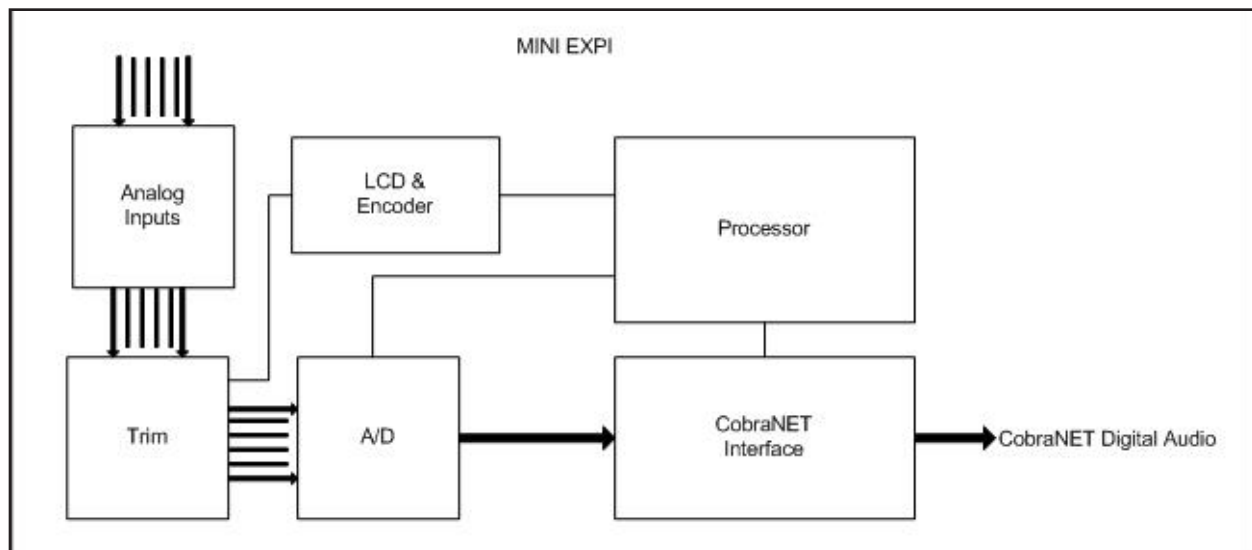 MINI EXPI
Analog
Inputs
LCD &
Encoder
Processor
Trim
A/D
CobraNET
Interface
CobraNET Digital Audio